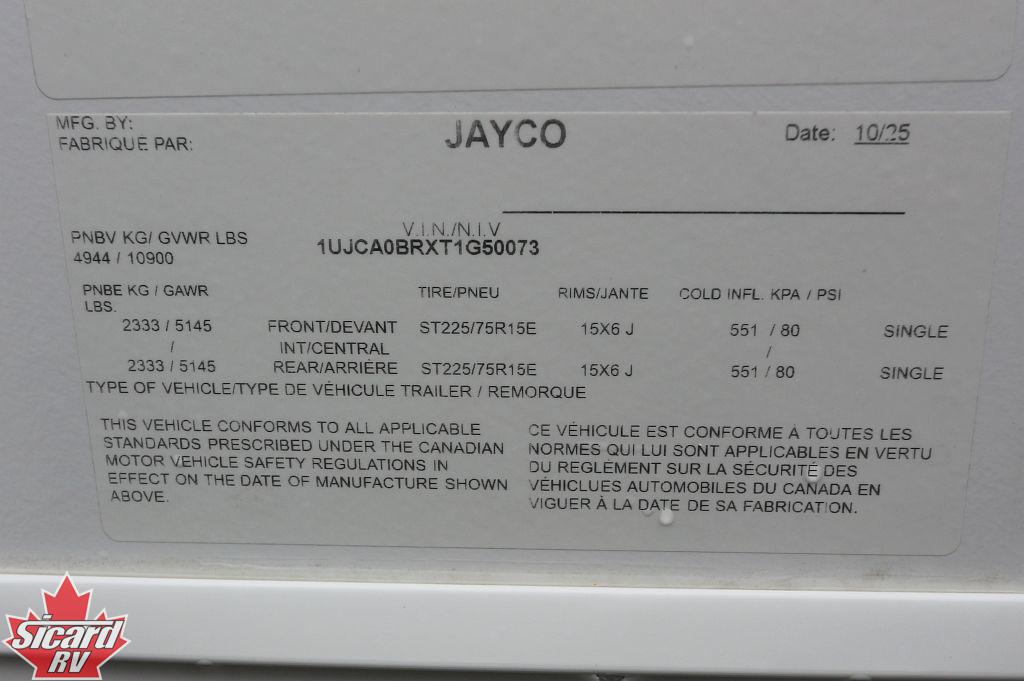 MFG. BY:
FABRIQUÉ PAR:
JAYCO
Date: 10/25
V.I.N./N.I.V
PNBV KG/ GVWR LBS
4944 / 10900
1UJCA0BRXT1G50073
PNBE KG / GAWR LBS. TIRE/PNEU RIMS/JANTE COLD INFL. KPA / PSI
2333 / 5145 FRONT/DEVANT ST225/75R15E 15X6 J 551 / 80 SINGLE
/ INT/CENTRAL /
2333 / 5145 REAR/ARRIÈRE ST225/75R15E 15X6 J 551 / 80 SINGLE
TYPE OF VEHICLE/TYPE DE VÉHICULE TRAILER / REMORQUE
THIS VEHICLE CONFORMS TO ALL APPLICABLE
STANDARDS PRESCRIBED UNDER THE CANADIAN
MOTOR VEHICLE SAFETY REGULATIONS IN
EFFECT ON THE DATE OF MANUFACTURE SHOWN
ABOVE.
CE VÉHICULE EST CONFORME À TOUTES LES
NORMES QUI LUI SONT APPLICABLES EN VERTU
DU REGLÉMENT SUR LA SÉCURITÉ DES
VÉHICLUES AUTOMOBILES DU CANADA EN
VIGUER À LA DATE DE SA FABRICATION.
Sicard
RV